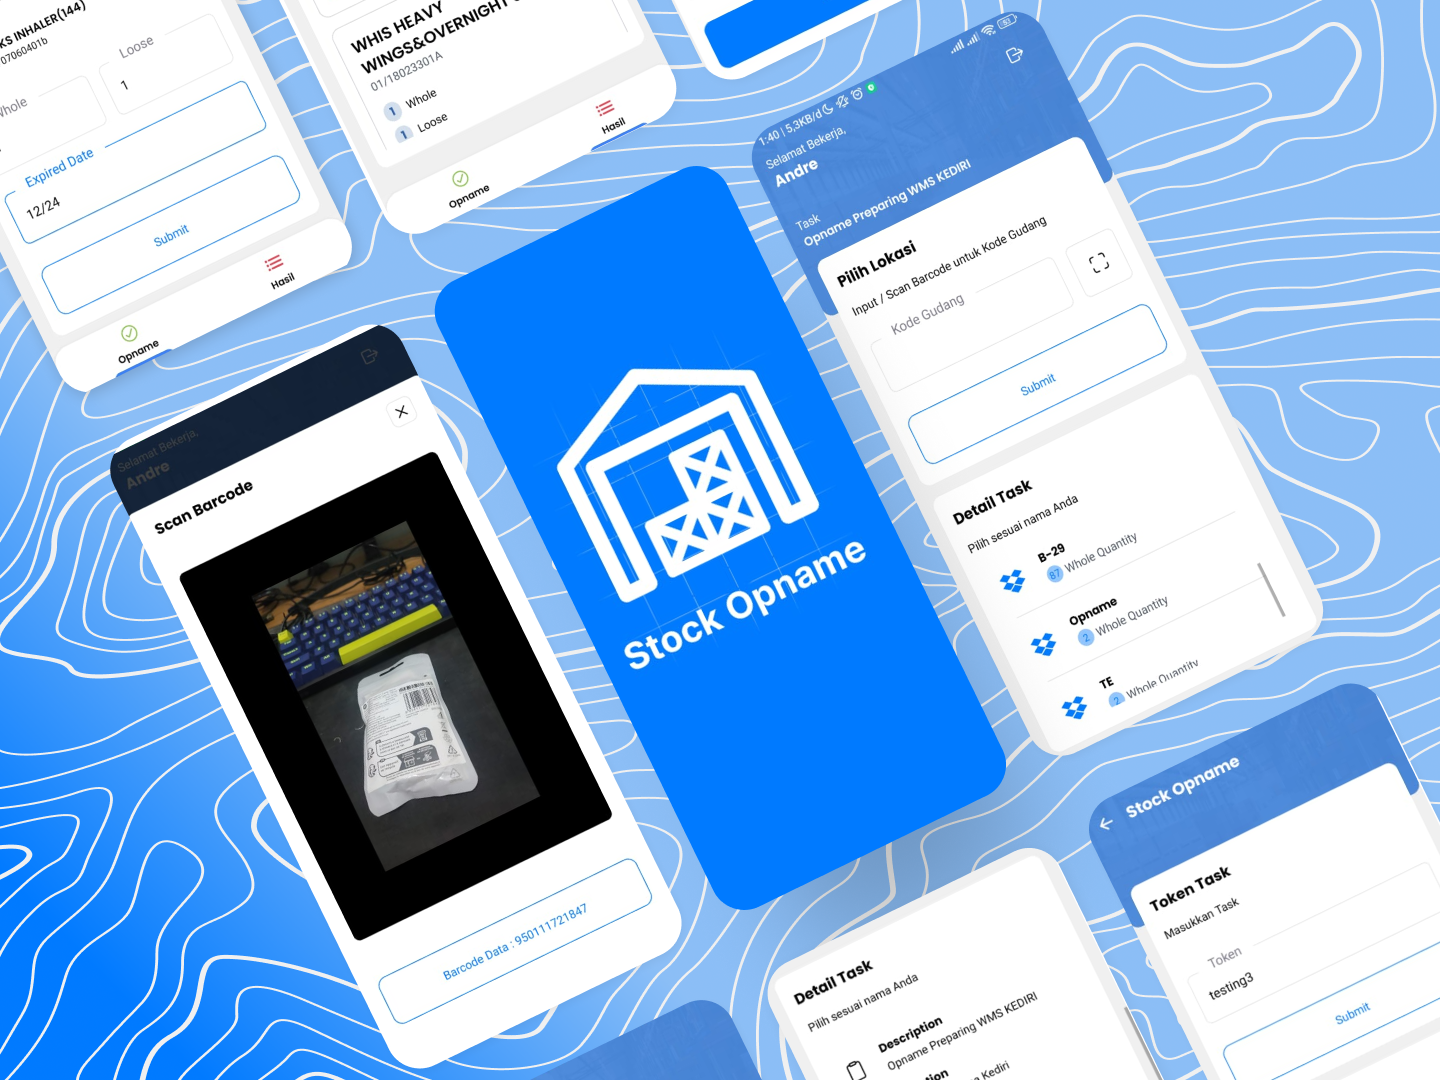 KS INHALER(144)
07060401b
Whole
Loose
1
Expired Date
12/24
Submit
Opname
Hasil
WHIS HEAVY
WINGS&OVERNIGHT
01/18023301A
1 Whole
1 Loose
Opname
Hasil
Selamat Bekerja,
Andre
Scan Barcode
Barcode Data : 950111721847
Stock Opname
1:40 | 5,3KB/d
51
Selamat Bekerja,
Andre
Task
Opname Preparing WMS KEDIRI
Pilih Lokasi
Input / Scan Barcode untuk Kode Gudang
Kode Gudang
Submit
Detail Task
Pilih sesuai nama Anda
B-29
87 Whole Quantity
Opname
2 Whole Quantity
TE
2 Whole Quantity
Detail Task
Pilih sesuai nama Anda
Description
Opname Preparing WMS KEDIRI
Kediri
Stock Opname
Token Task
Masukkan Task
Token
testing3
Submit